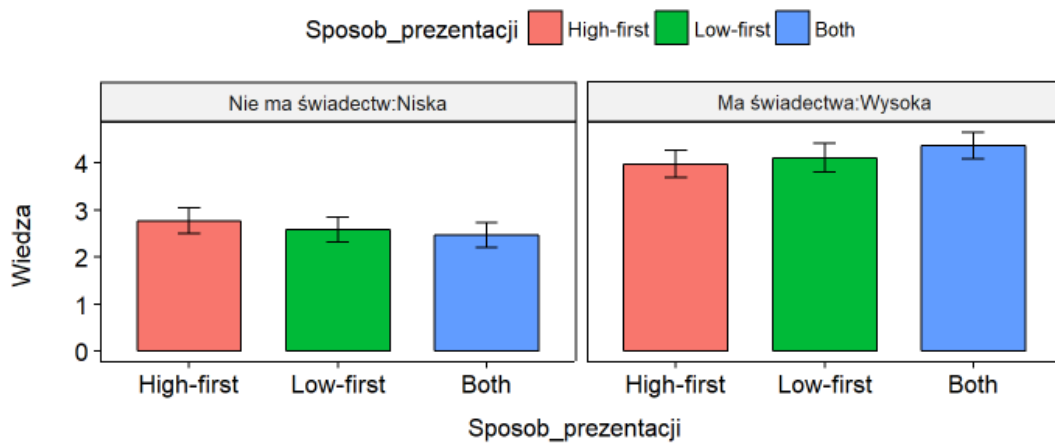 Sposob_prezentacji High-first Low-first Both
Nie ma świadectw:Niska
Ma świadectwa:Wysoka
Wiedza
4
3
2
1
0
High-first Low-first Both
High-first Low-first Both
Sposob_prezentacji